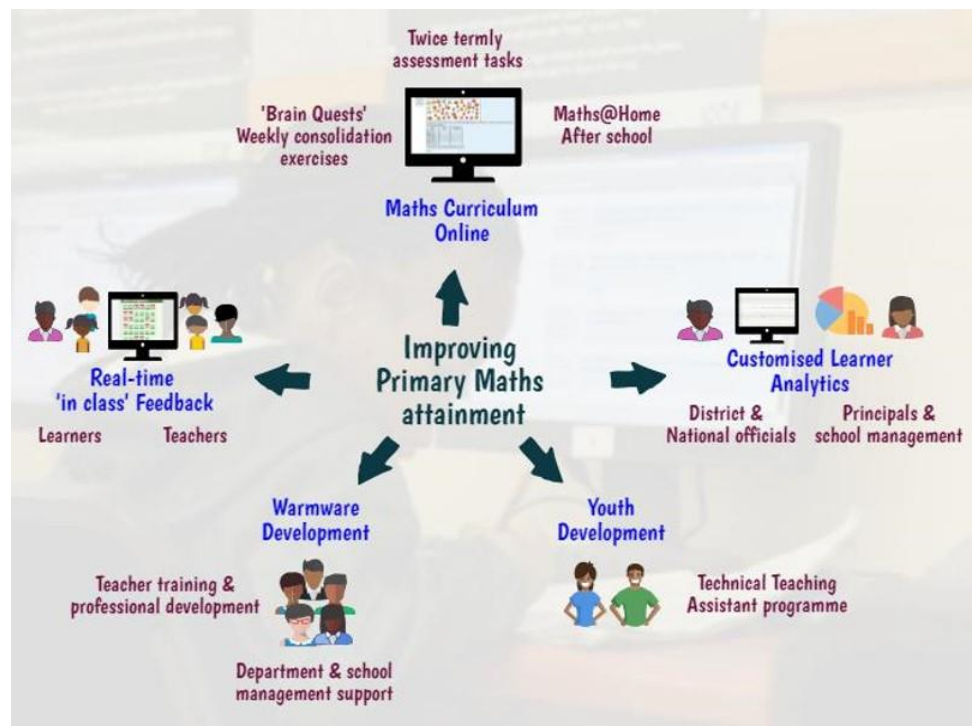 Twice termly
assessment tasks
'Brain Quests'
Weekly consolidation
exercises
Maths@Home
After school
Maths Curriculum
Online
Improving
Primary Maths
attainment
Real-time
'in class' Feedback
Learners
Teachers
Customised Learner
Analytics
District &
National officials
Principals &
school management
Warmware
Development
Teacher training &
professional development
Department & school
management support
Youth
Development
Technical Teaching
Assistant programme